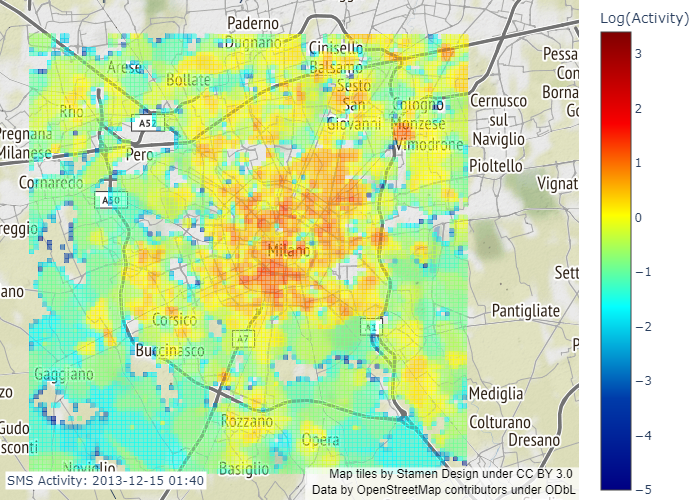 Log(Activity)
3
2
1
0
−1
−2
−3
−4
−5
Paderno
Dugnano
Cinisello
Balsamo
Arese
Bollate
Sesto
San
Giovanni
Rho
Cologno
Monzese
Cernusco
sul
Naviglio
A52
Pregnana
Milanese
Pero
Vimodrone
Pioltello
Cornaredo
Vignat
A50
reggio
Milano
Sett
ano
Pantigliate
Corsico
A1
A7
Buccinasco
P
Gaggiano
Mediglia
zo
Rozzano
Colturano
Gudo
sconti
Opera
Dresano
Noviglio
Basiglio
Pessa
Con
Borna
Go
SMS Activity: 2013-12-15 01:40
Map tiles by Stamen Design under CC BY 3.0
Data by OpenStreetMap contributors under ODbL